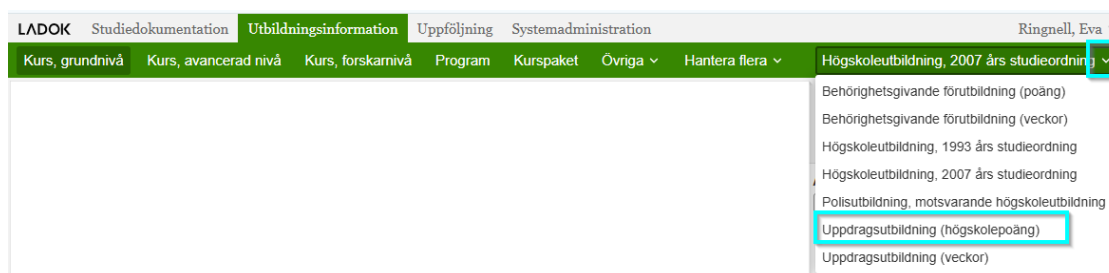 LADOK Studiedokumentation Utbildningsinformation Uppföljning Systemadministration Ringnell, Eva
Kurs, grundnivå Kurs, avancerad nivå Kurs, forskarnivå Program Kurspaket Övriga Hantera flera Högskoleutbildning, 2007 års studieordning
Behörighetsgivande förutbildning (poäng)
Behörighetsgivande förutbildning (veckor)
Högskoleutbildning, 1993 års studieordning
Högskoleutbildning, 2007 års studieordning
Polisutbildning, motsvarande högskoleutbildning
Uppdragsutbildning (högskolepoäng)
Uppdragsutbildning (veckor)